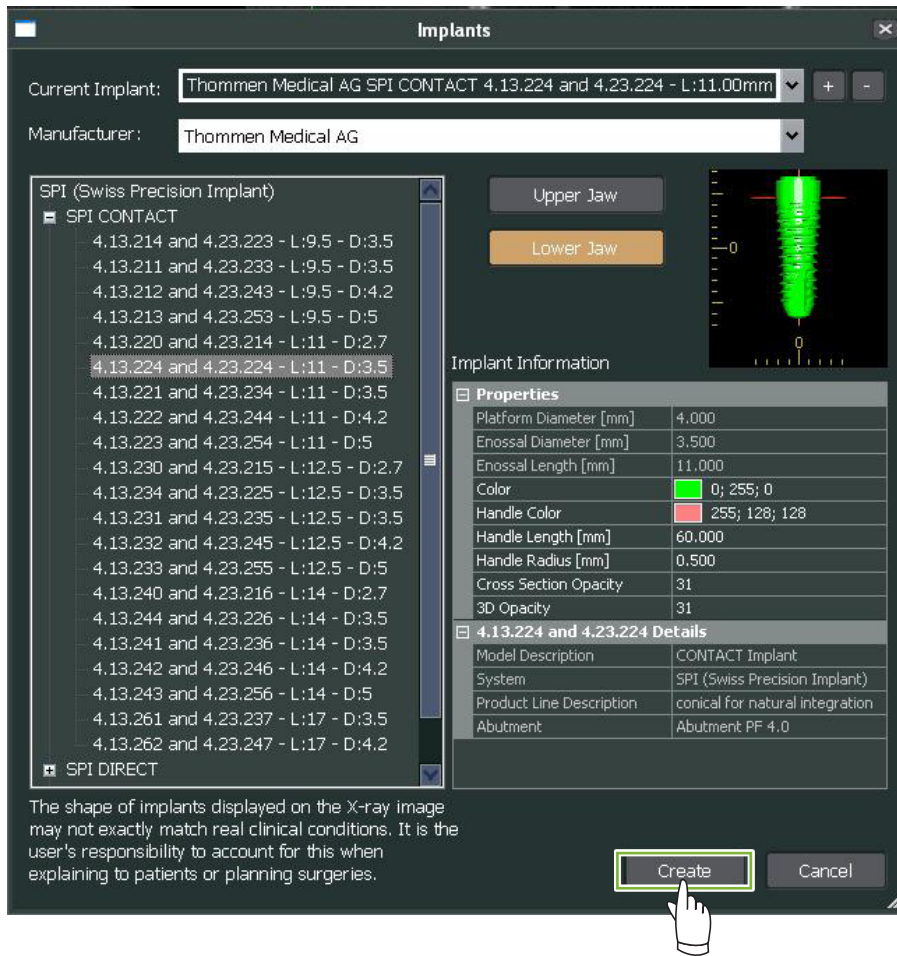 Implants
Current Implant: Thommen Medical AG SPI CONTACT 4.13.224 and 4.23.224 - L:11.00mm + -
Manufacturer: Thommen Medical AG
SPI (Swiss Precision Implant)
SPI CONTACT
4.13.214 and 4.23.223 - L:9.5 - D:3.5
4.13.211 and 4.23.233 - L:9.5 - D:3.5
4.13.212 and 4.23.243 - L:9.5 - D:4.2
4.13.213 and 4.23.253 - L:9.5 - D:5
4.13.220 and 4.23.214 - L:11 - D:2.7
4.13.224 and 4.23.224 - L:11 - D:3.5
4.13.221 and 4.23.234 - L:11 - D:3.5
4.13.222 and 4.23.244 - L:11 - D:4.2
4.13.223 and 4.23.254 - L:11 - D:5
4.13.230 and 4.23.215 - L:12.5 - D:2.7
4.13.234 and 4.23.225 - L:12.5 - D:3.5
4.13.231 and 4.23.235 - L:12.5 - D:3.5
4.13.232 and 4.23.245 - L:12.5 - D:4.2
4.13.233 and 4.23.255 - L:12.5 - D:5
4.13.240 and 4.23.216 - L:14 - D:2.7
4.13.244 and 4.23.226 - L:14 - D:3.5
4.13.241 and 4.23.236 - L:14 - D:3.5
4.13.242 and 4.23.246 - L:14 - D:4.2
4.13.243 and 4.23.256 - L:14 - D:5
4.13.261 and 4.23.237 - L:17 - D:3.5
4.13.262 and 4.23.247 - L:17 - D:4.2
SPI DIRECT
Upper Jaw
Lower Jaw
0
0
Implant Information
Properties
Platform Diameter [mm] 4.000
Enossal Diameter [mm] 3.500
Enossal Length [mm] 11.000
Color 0; 255; 0
Handle Color 255; 128; 128
Handle Length [mm] 60.000
Handle Radius [mm] 0.500
Cross Section Opacity 31
3D Opacity 31
4.13.224 and 4.23.224 Details
Model Description CONTACT Implant
System SPI (Swiss Precision Implant)
Product Line Description conical for natural integration
Abutment Abutment PF 4.0
The shape of implants displayed on the X-ray image
may not exactly match real clinical conditions. It is the
user's responsibility to account for this when
explaining to patients or planning surgeries.
Create Cancel